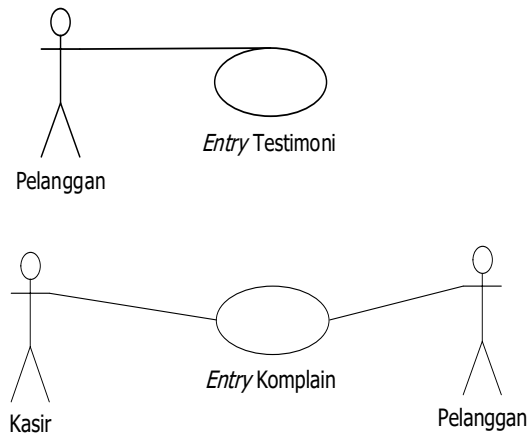 Entry Testimoni
Pelanggan
Entry Komplain
Kasir
Pelanggan